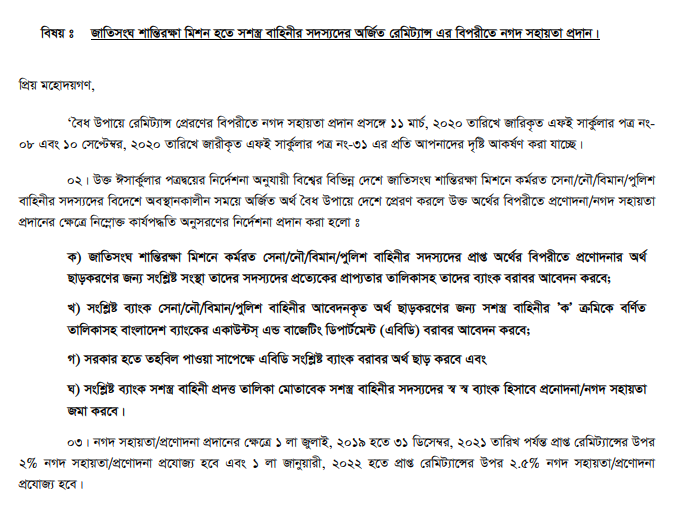 বিষয় ঃ জাতিসংঘ শান্তিরক্ষা মিশন হতে সশস্ত্র বাহিনীর সদস্যদের অর্জিত রেমিট্যান্স এর বিপরীতে নগদ সহায়তা প্রদান।
প্রিয় মহোদয়গণ,
‘বৈধ উপায়ে রেমিট্যান্স প্রেরণের বিপরীতে নগদ সহায়তা প্রদান প্রসঙ্গে ১১ মার্চ, ২০২০ তারিখে জারিকৃত এফই সার্কুলার পত্র নং-
০৮ এবং ১০ সেপ্টেম্বর, ২০২০ তারিখে জারীকৃত এফই সার্কুলার পত্র নং-৩১ এর প্রতি আপনাদের দৃষ্টি আকর্ষণ করা যাচ্ছে।
০২। উক্ত ঈসার্কূলার পত্রদ্বয়ের নির্দেশনা অনুযায়ী বিশ্বের বিভিন্ন দেশে জাতিসংঘ শান্তিরক্ষা মিশনে কর্মরত সেনা/নৌ/বিমান/পুলিশ
বাহিনীর সদস্যদের বিদেশে অবস্থানকালীন সময়ে অর্জিত অর্থ বৈধ উপায়ে দেশে প্রেরণ করলে উক্ত অর্থের বিপরীতে প্রণোদনা/নগদ সহায়তা
প্রদানের ক্ষেত্রে নিম্নোক্ত কার্যপদ্ধতি অনুসরণের নির্দেশনা প্রদান করা হলো ঃ
ক) জাতিসংঘ শান্তিরক্ষা মিশনে কর্মরত সেনা/নৌ/বিমান/পুলিশ বাহিনীর সদস্যদের প্রাপ্ত অর্থের বিপরীতে প্রণোদনার অর্থ
ছাড়করণের জন্য সংশ্লিষ্ট সংস্থা তাদের সদস্যদের প্রত্যেকের প্রাপ্যতার তালিকাসহ তাদের ব্যাংক বরাবর আবেদন করবে;
খ) সংশ্লিষ্ট ব্যাংক সেনা/নৌ/বিমান/পুলিশ বাহিনীর আবেদনকৃত অর্থ ছাড়করণের জন্য সশস্ত্র বাহিনীর 'ক' ক্রমিকে বর্ণিত
তালিকাসহ বাংলাদেশ ব্যাংকের একাউন্টস্ এন্ড বাজেটিং ডিপার্টমেন্ট (এবিডি) বরাবর আবেদন করবে;
গ) সরকার হতে তহবিল পাওয়া সাপেক্ষে এবিডি সংশ্লিষ্ট ব্যাংক বরাবর অর্থ ছাড় করবে এবং
ঘ) সংশ্লিষ্ট ব্যাংক সশস্ত্র বাহিনী প্রদত্ত তালিকা মোতাবেক সশস্ত্র বাহিনীর সদস্যদের স্ব স্ব ব্যাংক হিসাবে প্রনোদনা/নগদ সহায়তা
জমা করবে।
০৩। নগদ সহায়তা/প্রণোদনা প্রদানের ক্ষেত্রে ১ লা জুলাই, ২০১৯ হতে ৩১ ডিসেম্বর, ২০২১ তারিখ পর্যন্ত প্রাপ্ত রেমিট্যান্সের উপর
২% নগদ সহায়তা/প্রণোদনা প্রযোজ্য হবে এবং ১ লা জানুয়ারী, ২০২২ হতে প্রাপ্ত রেমিট্যান্সের উপর ২.৫% নগদ সহায়তা/প্রণোদনা
প্রযোজ্য হবে।